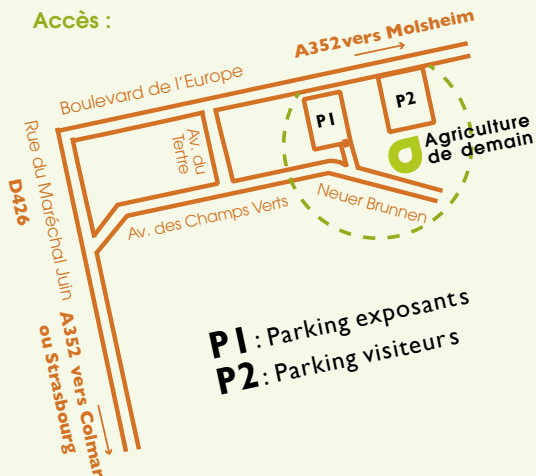 Accès :
A352 vers Molsheim
Boulevard de l'Europe
P1
P2
Av. du
Tertre
Agriculture
de demain
Rue du Maréchal Juin
D426
Av. des Champs Verts
Neuer Brunnen
A352 vers Colmar
ou Strasbourg
P1 : Parking exposants
P2 : Parking visiteurs